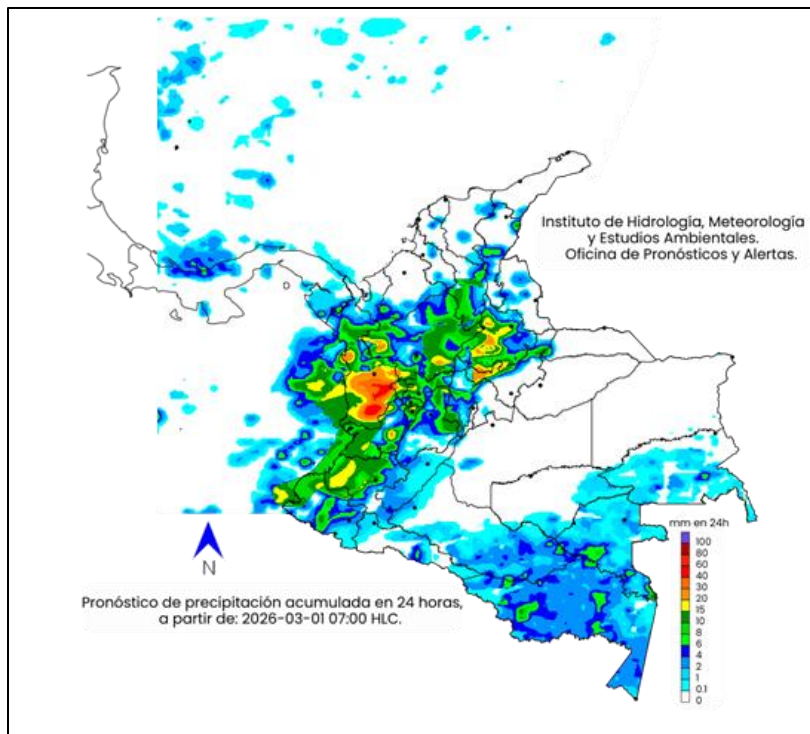 Instituto de Hidrología, Meteorología
y Estudios Ambientales.
Oficina de Pronósticos y Alertas.
N
Pronóstico de precipitación acumulada en 24 horas,
a partir de: 2026-03-01 07:00 HLC.
mm en 24h
100
80
60
40
30
20
15
10
8
6
4
2
1
0.1
0